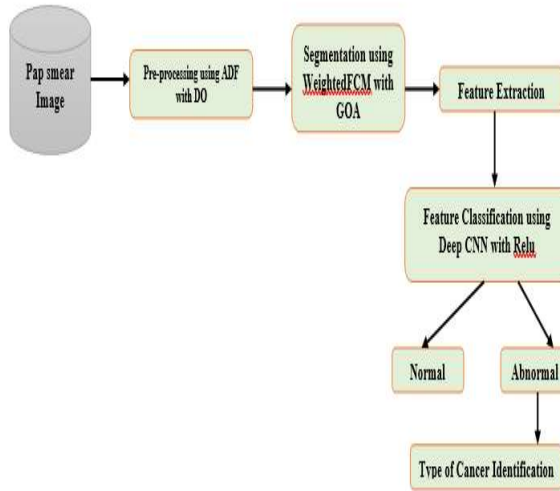 Pap smear
Image
Pre-processing using ADF
with DO
Segmentation using
WeightedFCM with
GOA
Feature Extraction
Feature Classification using
Deep CNN with Relu
Normal
Abnormal
Type of Cancer Identification